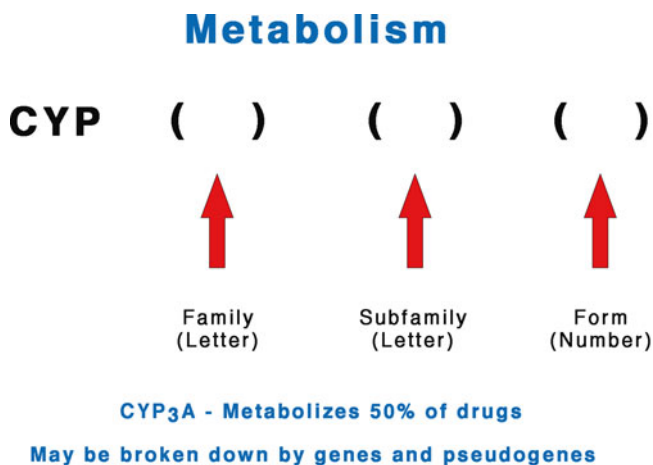 Metabolism
CYP ( ) ( ) ( )
Family Subfamily Form
(Letter) (Letter) (Number)
CYP3A - Metabolizes 50% of drugs
May be broken down by genes and pseudogenes